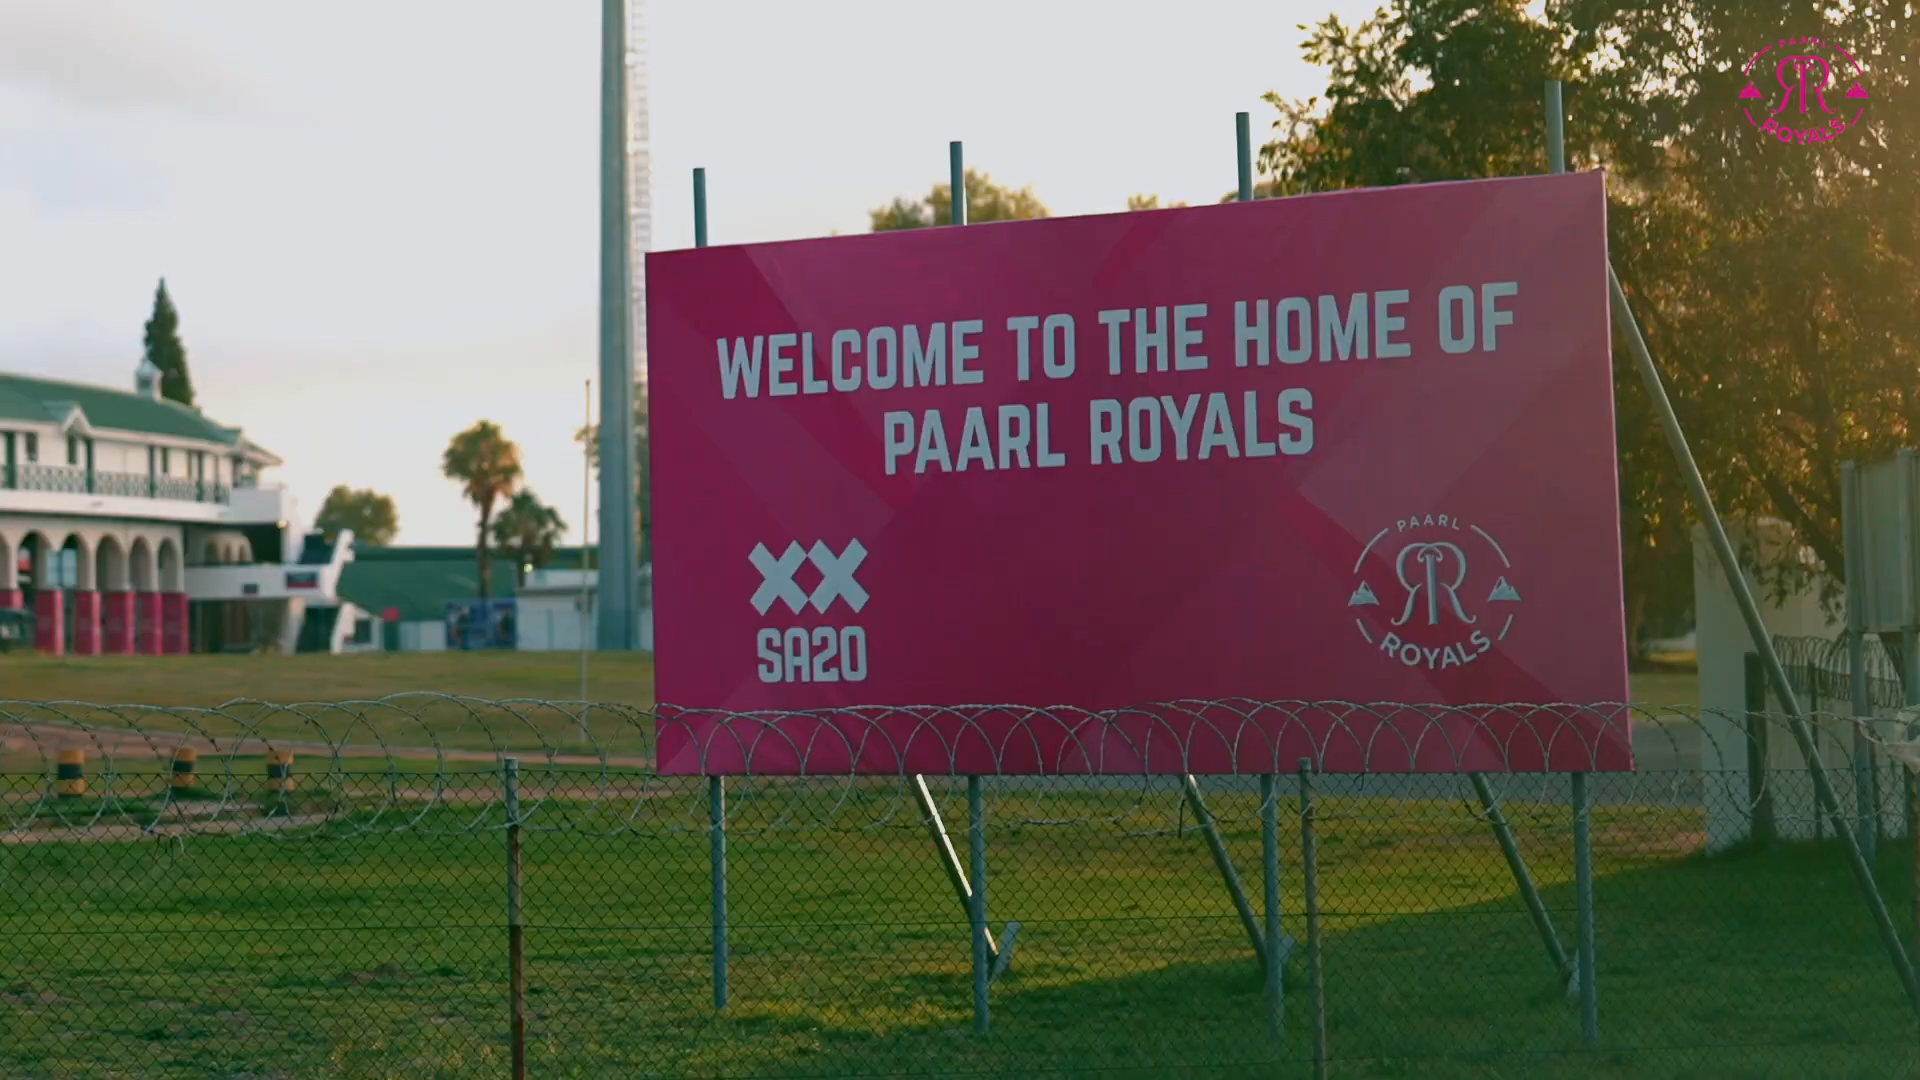 PAARL
ROYALS
WELCOME TO THE HOME OF
PAARL ROYALS
SA20
PAARL
ROYALS